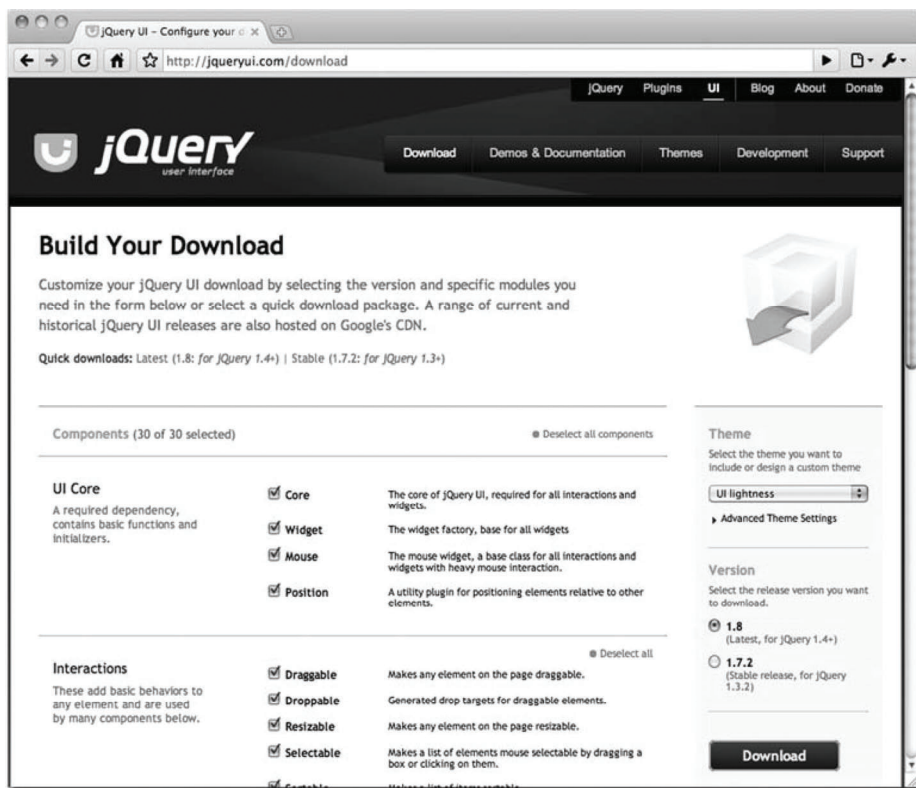 jQuery UI – Configure your d
http://jqueryui.com/download
jQuery Plugins UI Blog About Donate
jQuery
user interface
Download Demos & Documentation Themes Development Support
Build Your Download
Customize your jQuery UI download by selecting the version and specific modules you
need in the form below or select a quick download package. A range of current and
historical jQuery UI releases are also hosted on Google's CDN.
Quick downloads: Latest (1.8: for jQuery 1.4+) | Stable (1.7.2: for jQuery 1.3+)
Components (30 of 30 selected)
Deselect all components
UI Core
A required dependency,
contains basic functions and
initializers.
Core
The core of jQuery UI, required for all interactions and
widgets.
Widget
The widget factory, base for all widgets
Mouse
The mouse widget, a base class for all interactions and
widgets with heavy mouse interaction.
Position
A utility plugin for positioning elements relative to other
elements.
Deselect all
Interactions
These add basic behaviors to
any element and are used
by many components below.
Draggable
Makes any element on the page draggable.
Droppable
Generated drop targets for draggable elements.
Resizable
Makes any element on the page resizable.
Selectable
Makes a list of elements mouse selectable by dragging a
box or clicking on them.
Theme
Select the theme you want to
include or design a custom theme
UI lightness
Advanced Theme Settings
Version
Select the release version you want
to download.
1.8
(Latest, for jQuery 1.4+)
1.7.2
(Stable release, for jQuery
1.3.2)
Download